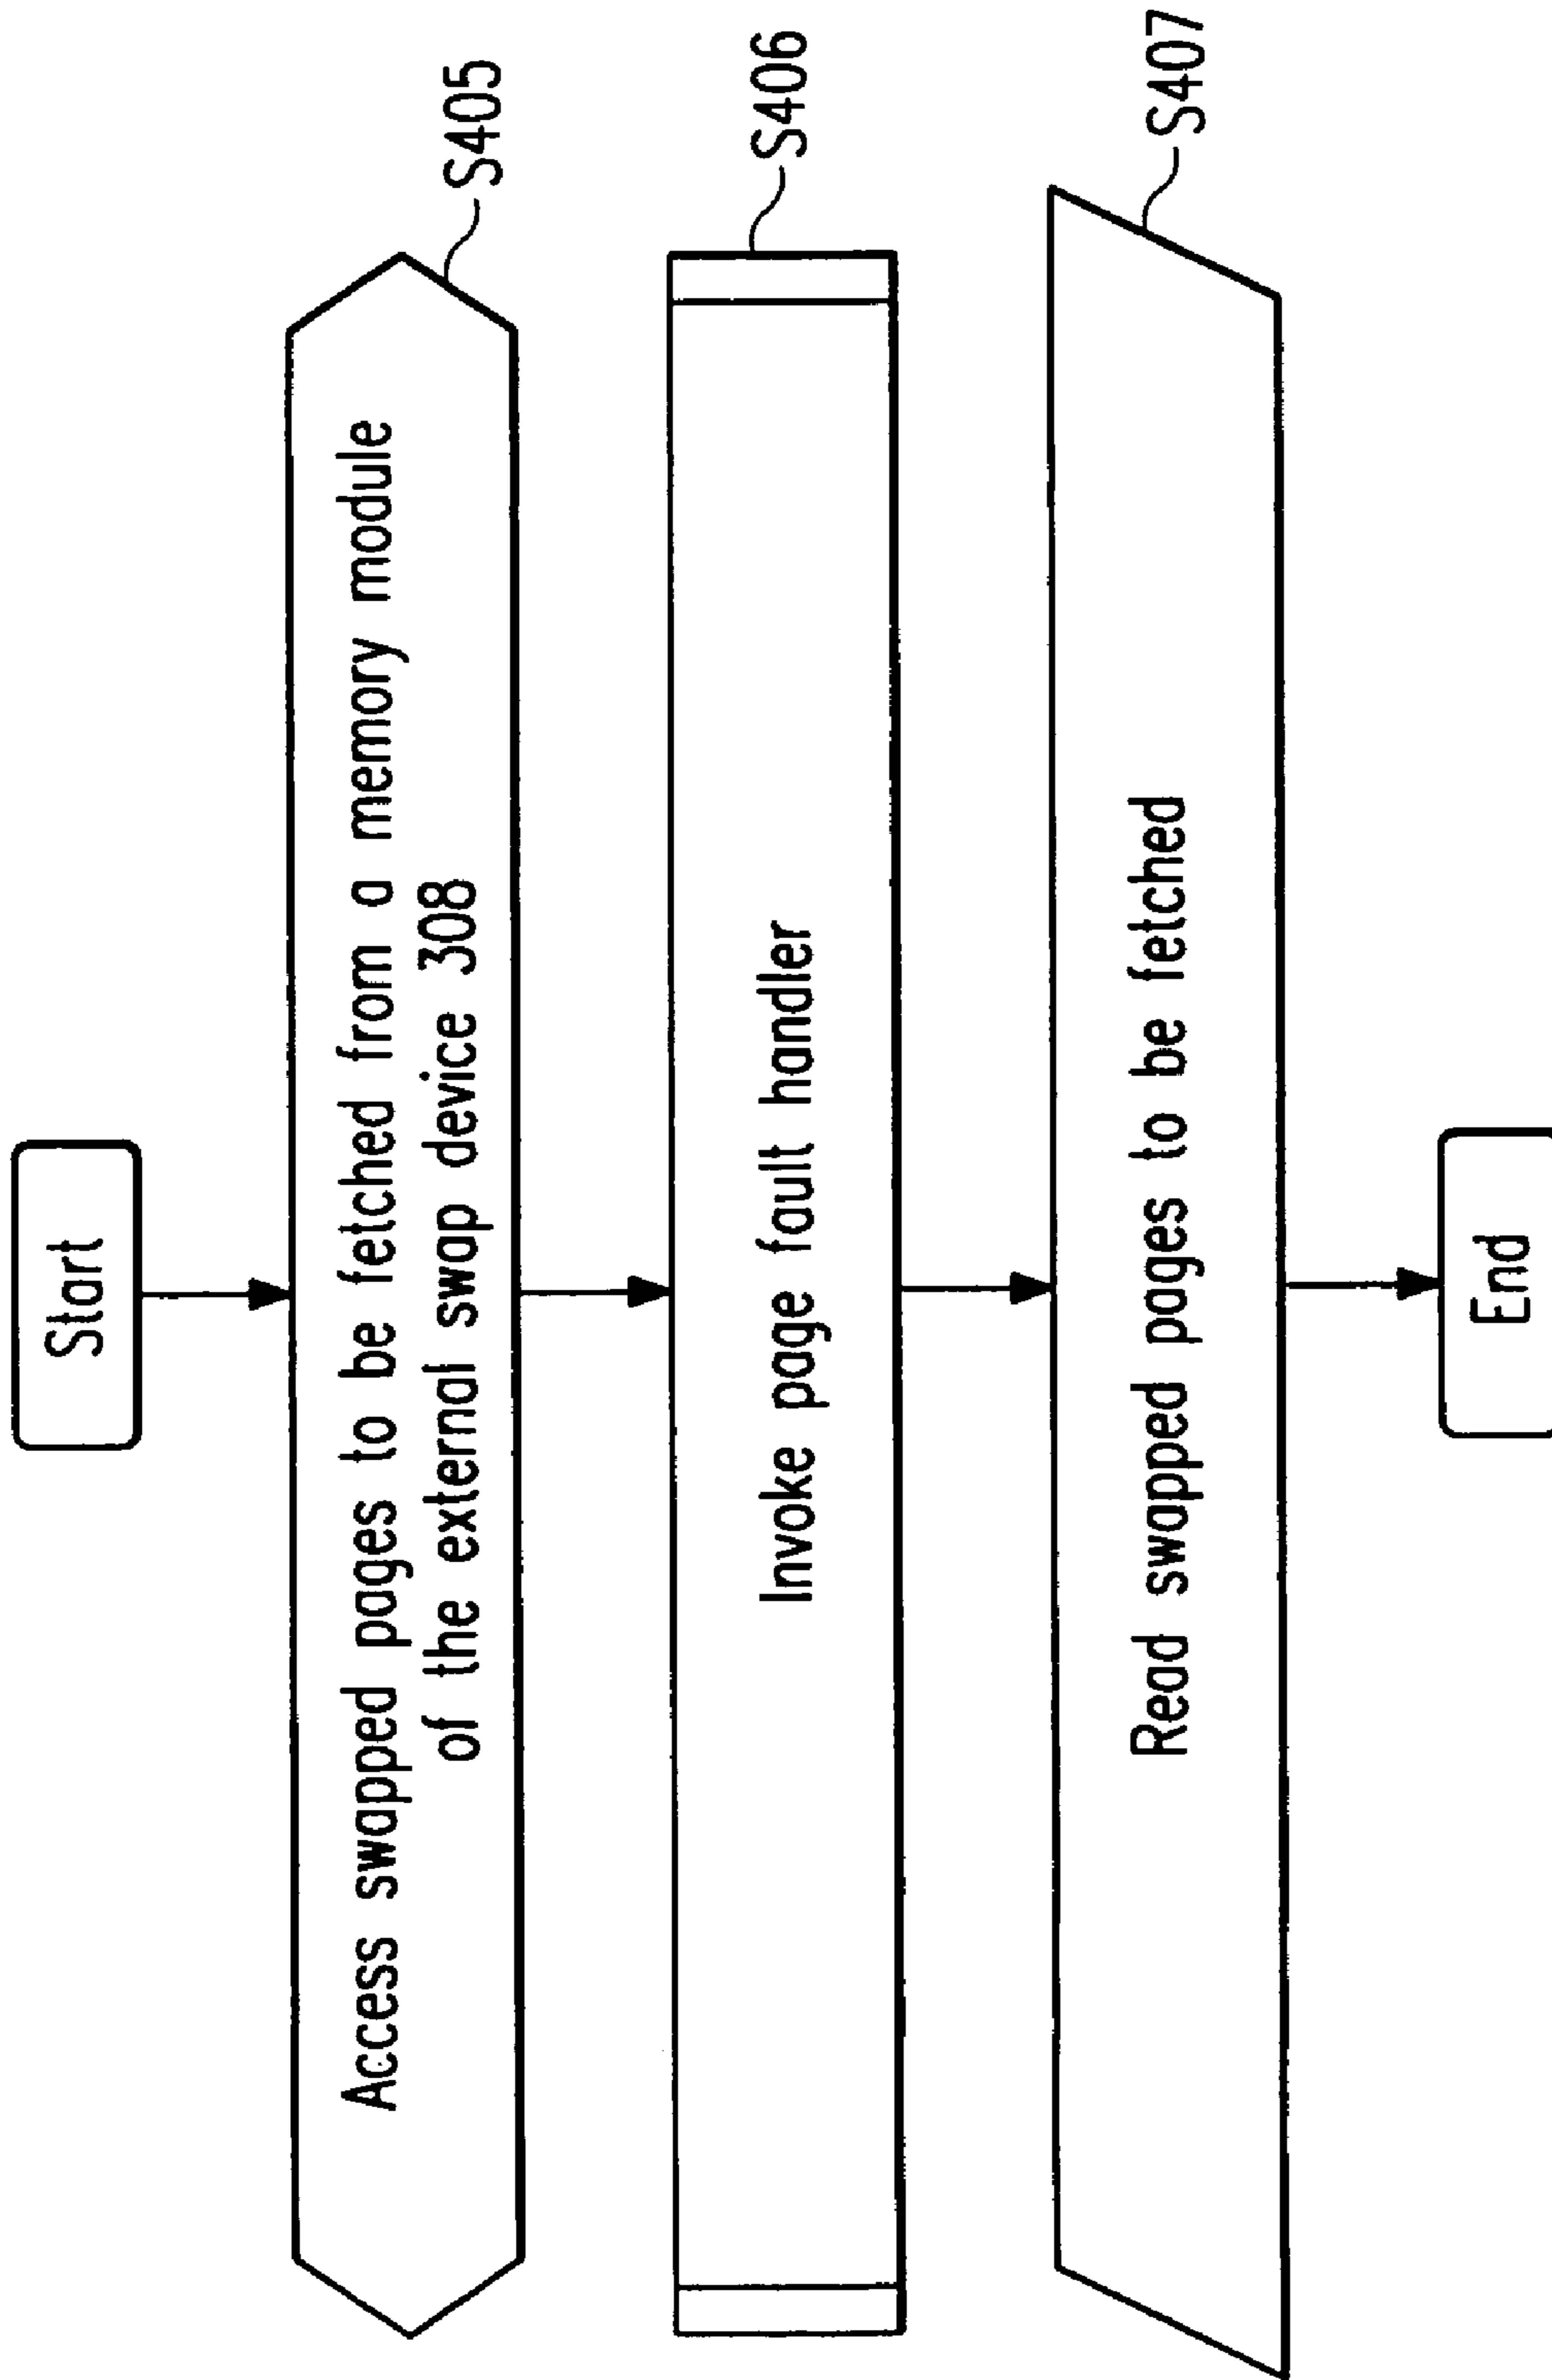 Start
Access swapped pages to be fetched from a memory module
of the external swap device 308
S405
Invoke page fault handler
S406
Read swapped pages to be fetched
S407
End